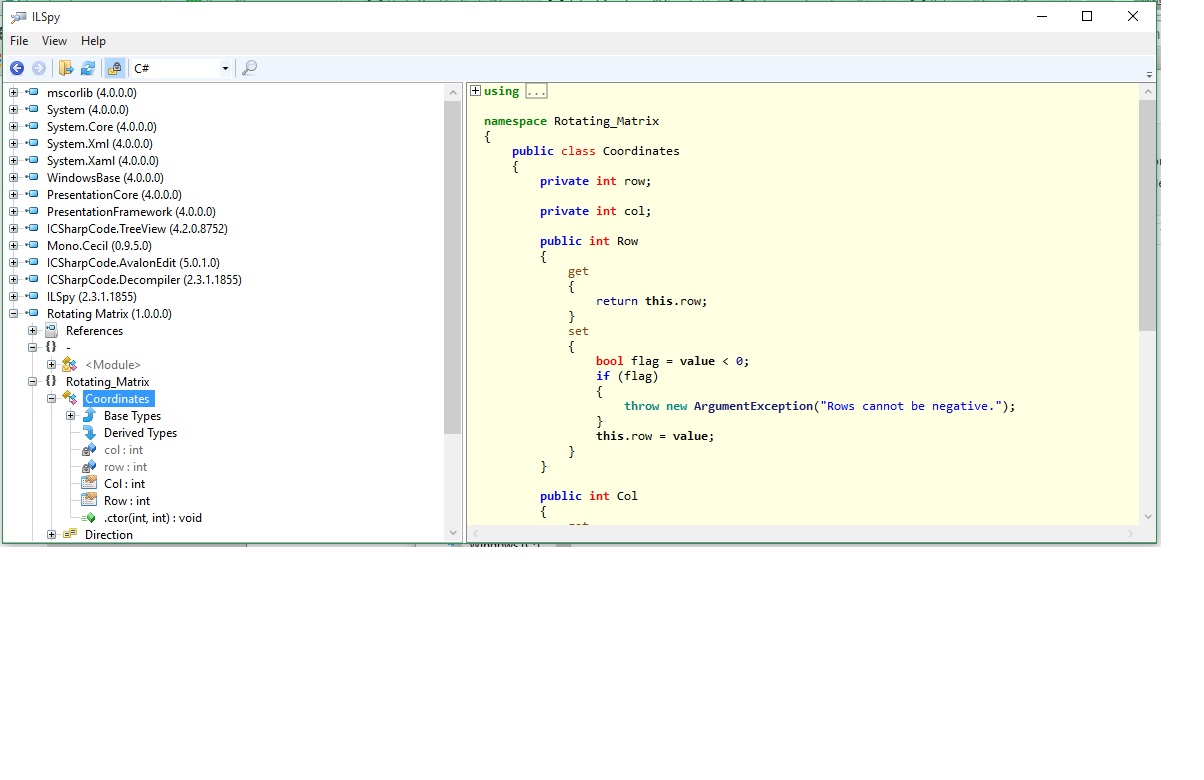 ILSpy
File View Help
C#
mscorlib (4.0.0.0)
System (4.0.0.0)
System.Core (4.0.0.0)
System.Xml (4.0.0.0)
System.Xaml (4.0.0.0)
WindowsBase (4.0.0.0)
PresentationCore (4.0.0.0)
PresentationFramework (4.0.0.0)
ICSharpCode.TreeView (4.2.0.8752)
Mono.Cecil (0.9.5.0)
ICSharpCode.AvalonEdit (5.0.1.0)
ICSharpCode.Decompiler (2.3.1.1855)
ILSpy (2.3.1.1855)
Rotating Matrix (1.0.0.0)
References
{} -
<Module>
{} Rotating_Matrix
Coordinates
Base Types
Derived Types
col : int
row : int
Col : int
Row : int
.ctor(int, int) : void
Direction
using ...
namespace Rotating_Matrix
{
public class Coordinates
{
private int row;
private int col;
public int Row
{
get
{
return this.row;
}
set
{
bool flag = value < 0;
if (flag)
{
throw new ArgumentException("Rows cannot be negative.");
}
this.row = value;
}
}
public int Col
{